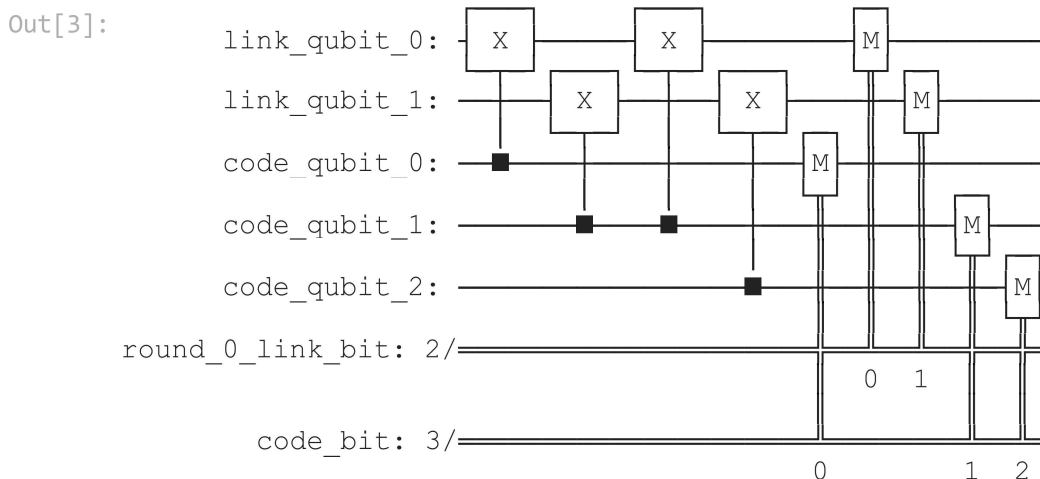 Out[3]:
link_qubit_0: X X M
link_qubit_1: X X M
code_qubit_0: M
code_qubit_1: M
code_qubit_2: M
round_0_link_bit: 2/
0 1
code_bit: 3/
0 1 2